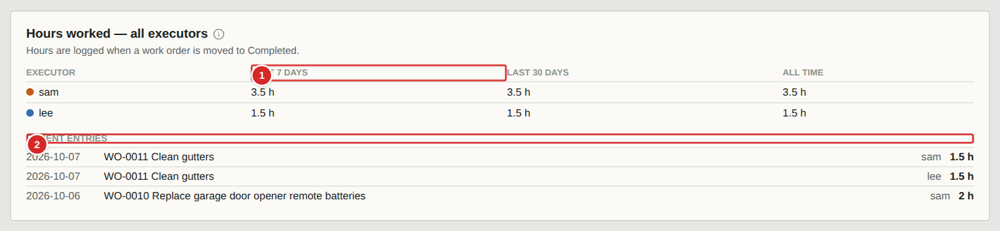 Hours worked — all executors
Hours are logged when a work order is moved to Completed.
EXECUTOR 1 7 DAYS LAST 30 DAYS ALL TIME
sam 3.5 h 3.5 h 3.5 h
lee 1.5 h 1.5 h 1.5 h
2 ENTRIES
2026-10-07 WO-0011 Clean gutters sam 1.5 h
2026-10-07 WO-0011 Clean gutters lee 1.5 h
2026-10-06 WO-0010 Replace garage door opener remote batteries sam 2 h